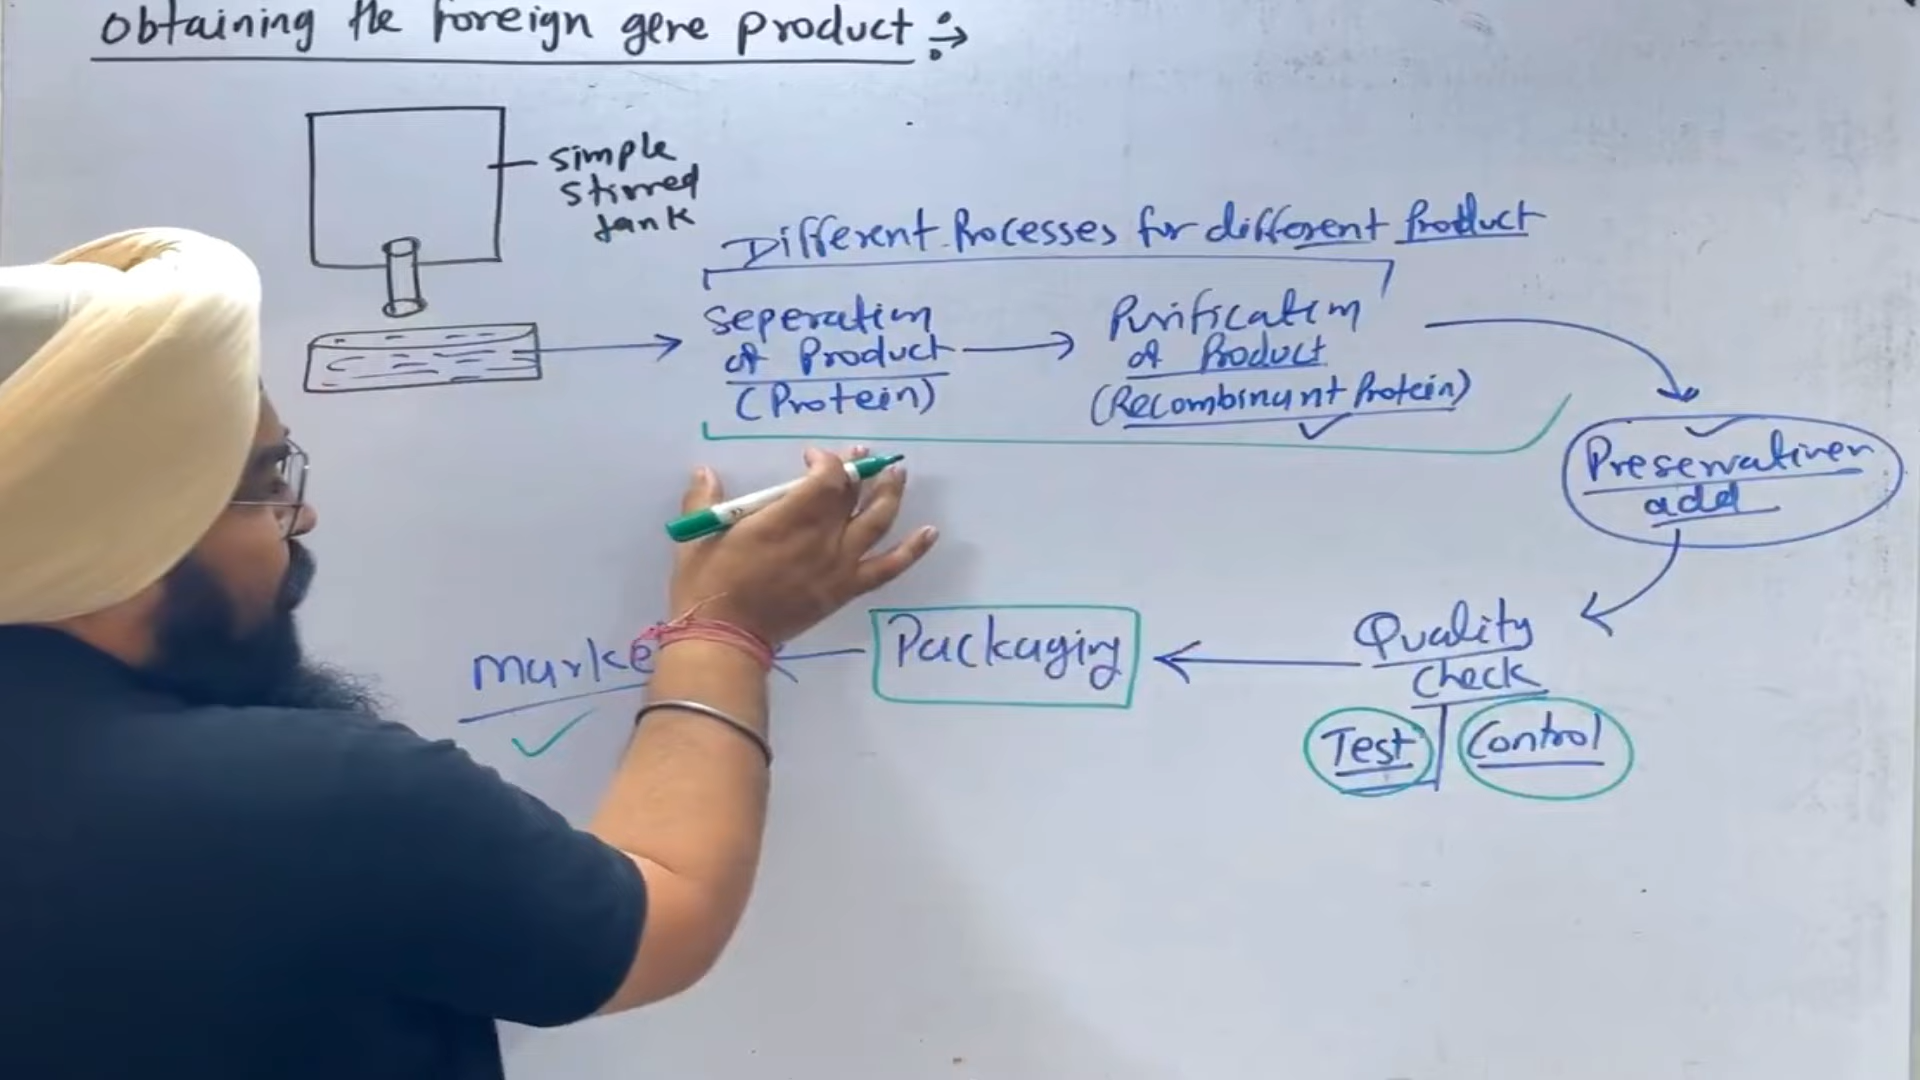 Obtaining the foreign gene product :→
simple
stirred
tank
Different Processes for different Product
Seperation
of Product
(Protein)
Purification
of Product
(Recombinant Protein)
Preservatives
add
Quality
Check
Test
Control
Packaging
marke